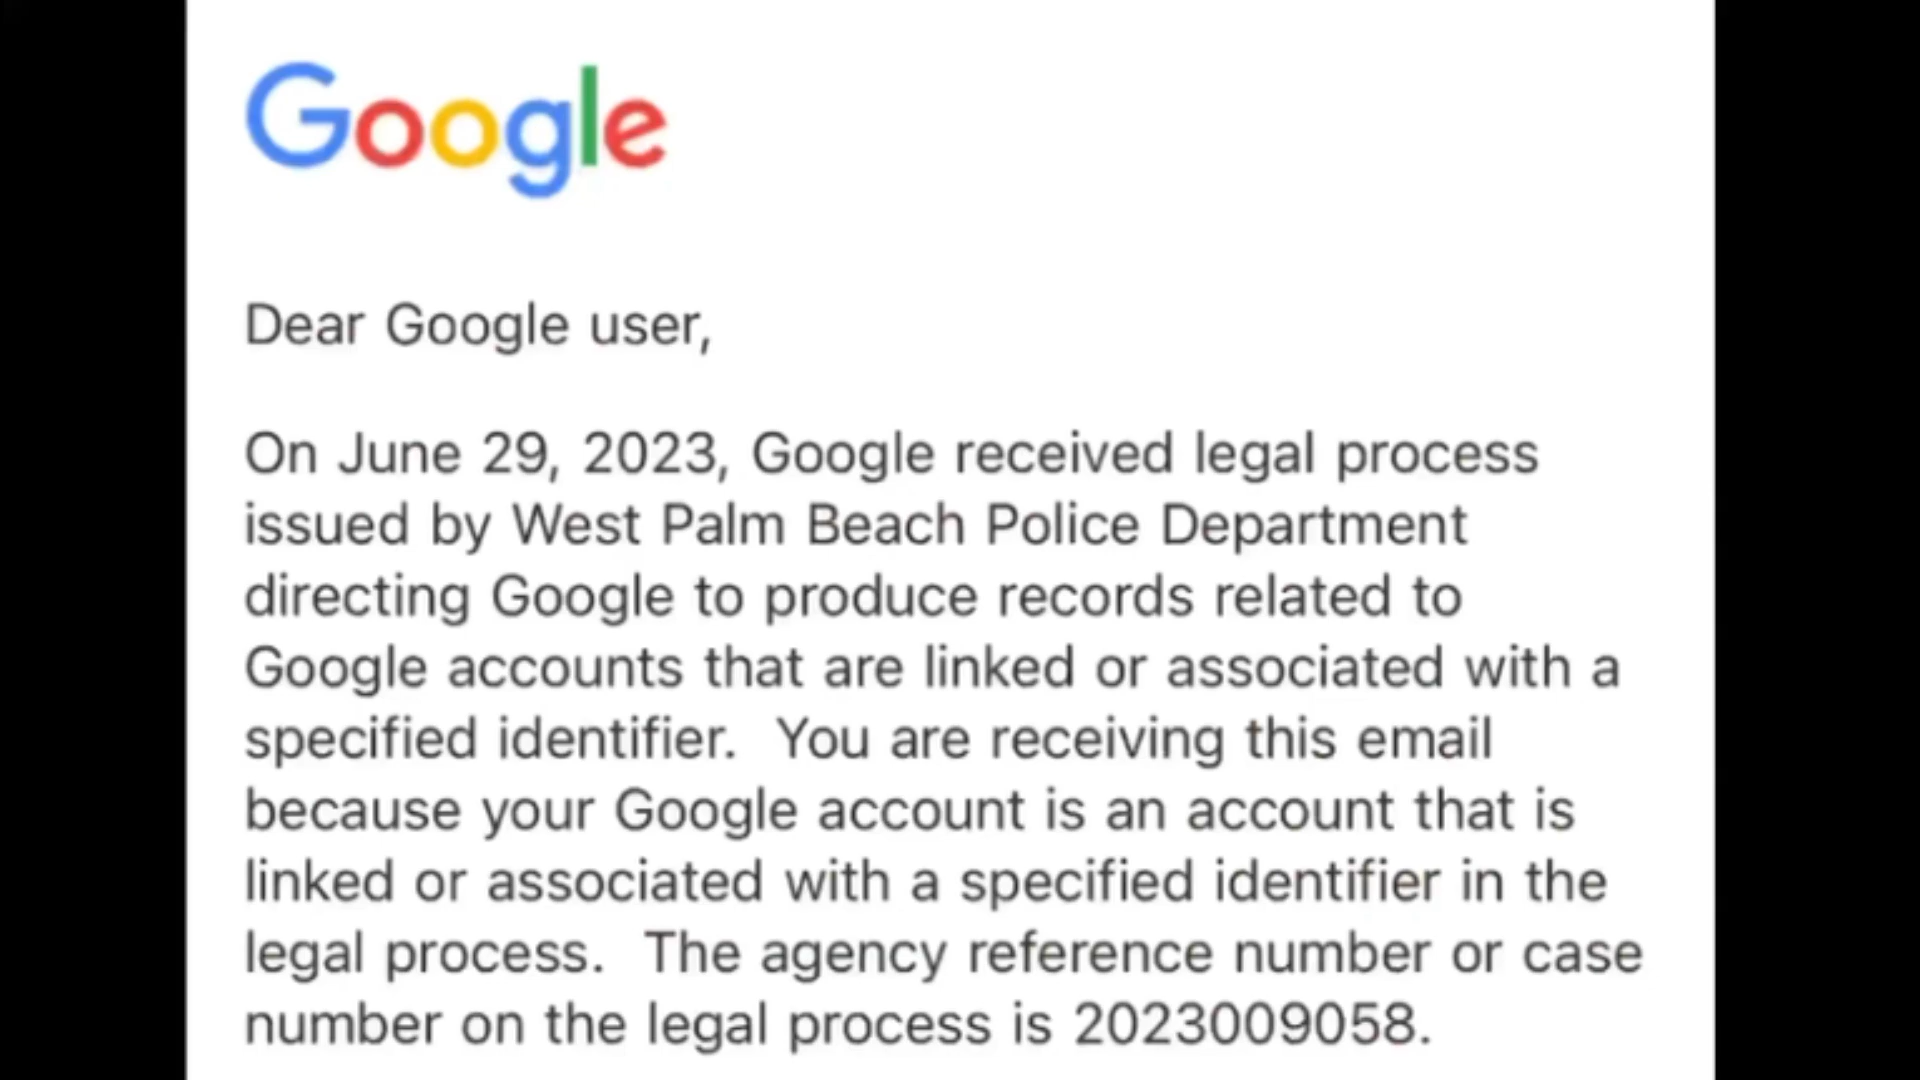 Google
Dear Google user,
On June 29, 2023, Google received legal process
issued by West Palm Beach Police Department
directing Google to produce records related to
Google accounts that are linked or associated with a
specified identifier.  You are receiving this email
because your Google account is an account that is
linked or associated with a specified identifier in the
legal process.  The agency reference number or case
number on the legal process is 2023009058.